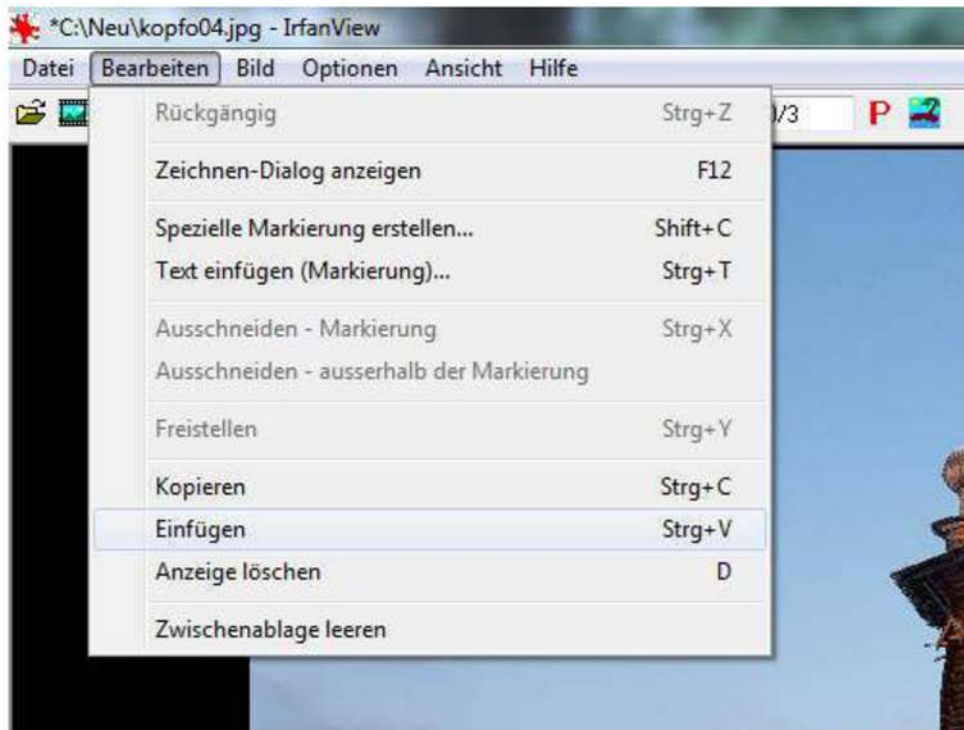 *C:\Neu\kopfo04.jpg - IrfanView
Datei Bearbeiten Bild Optionen Ansicht Hilfe
Rückgängig Strg+Z
/3 P
Zeichnen-Dialog anzeigen F12
Spezielle Markierung erstellen... Shift+C
Text einfügen (Markierung)... Strg+T
Ausschneiden - Markierung Strg+X
Ausschneiden - ausserhalb der Markierung
Freistellen Strg+Y
Kopieren Strg+C
Einfügen Strg+V
Anzeige löschen D
Zwischenablage leeren